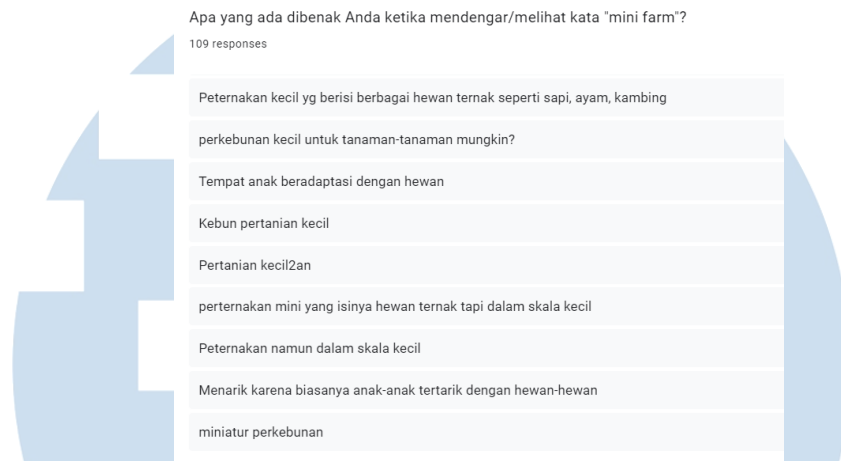 Apa yang ada dibenak Anda ketika mendengar/melihat kata "mini farm"?
109 responses
Peternakan kecil yg berisi berbagai hewan ternak seperti sapi, ayam, kambing
perkebunan kecil untuk tanaman-tanaman mungkin?
Tempat anak beradaptasi dengan hewan
Kebun pertanian kecil
Pertanian kecil2an
perternakan mini yang isinya hewan ternak tapi dalam skala kecil
Peternakan namun dalam skala kecil
Menarik karena biasanya anak-anak tertarik dengan hewan-hewan
miniatur perkebunan